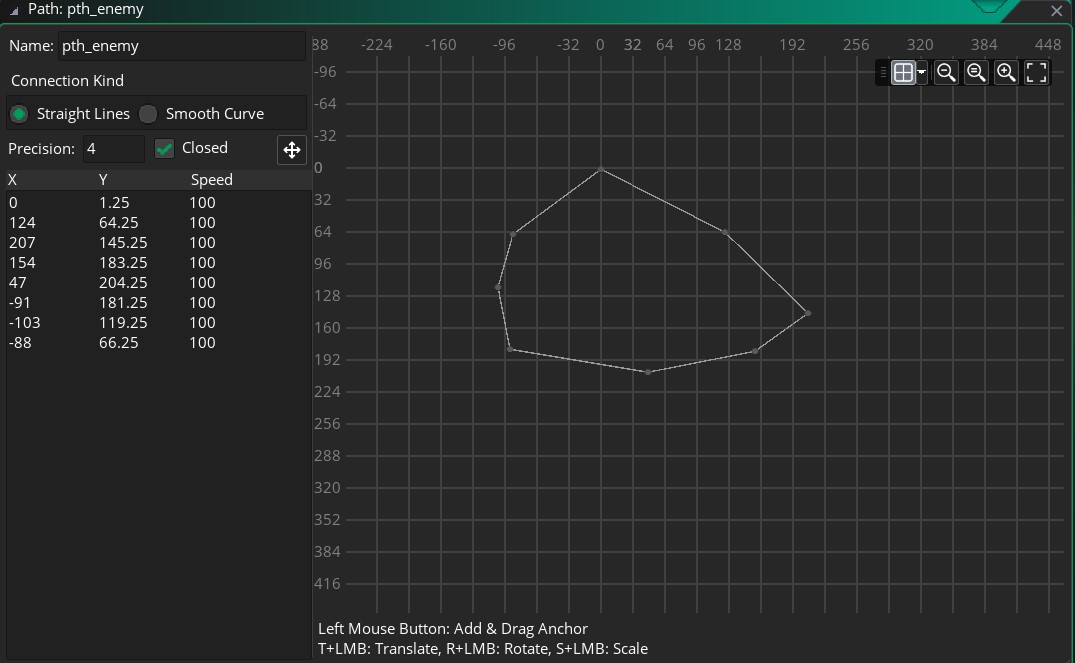 Path: pth_enemy
Name: pth_enemy
Connection Kind
Straight Lines Smooth Curve
Precision: 4 Closed
X Y Speed
0 1.25 100
124 64.25 100
207 145.25 100
154 183.25 100
47 204.25 100
-91 181.25 100
-103 119.25 100
-88 66.25 100
88 -224 -160 -96 -32 0 32 64 96 128 192 256 320 384 448
-96
-64
-32
0
32
64
96
128
160
192
224
256
288
320
352
384
416
Left Mouse Button: Add & Drag Anchor
T+LMB: Translate, R+LMB: Rotate, S+LMB: Scale